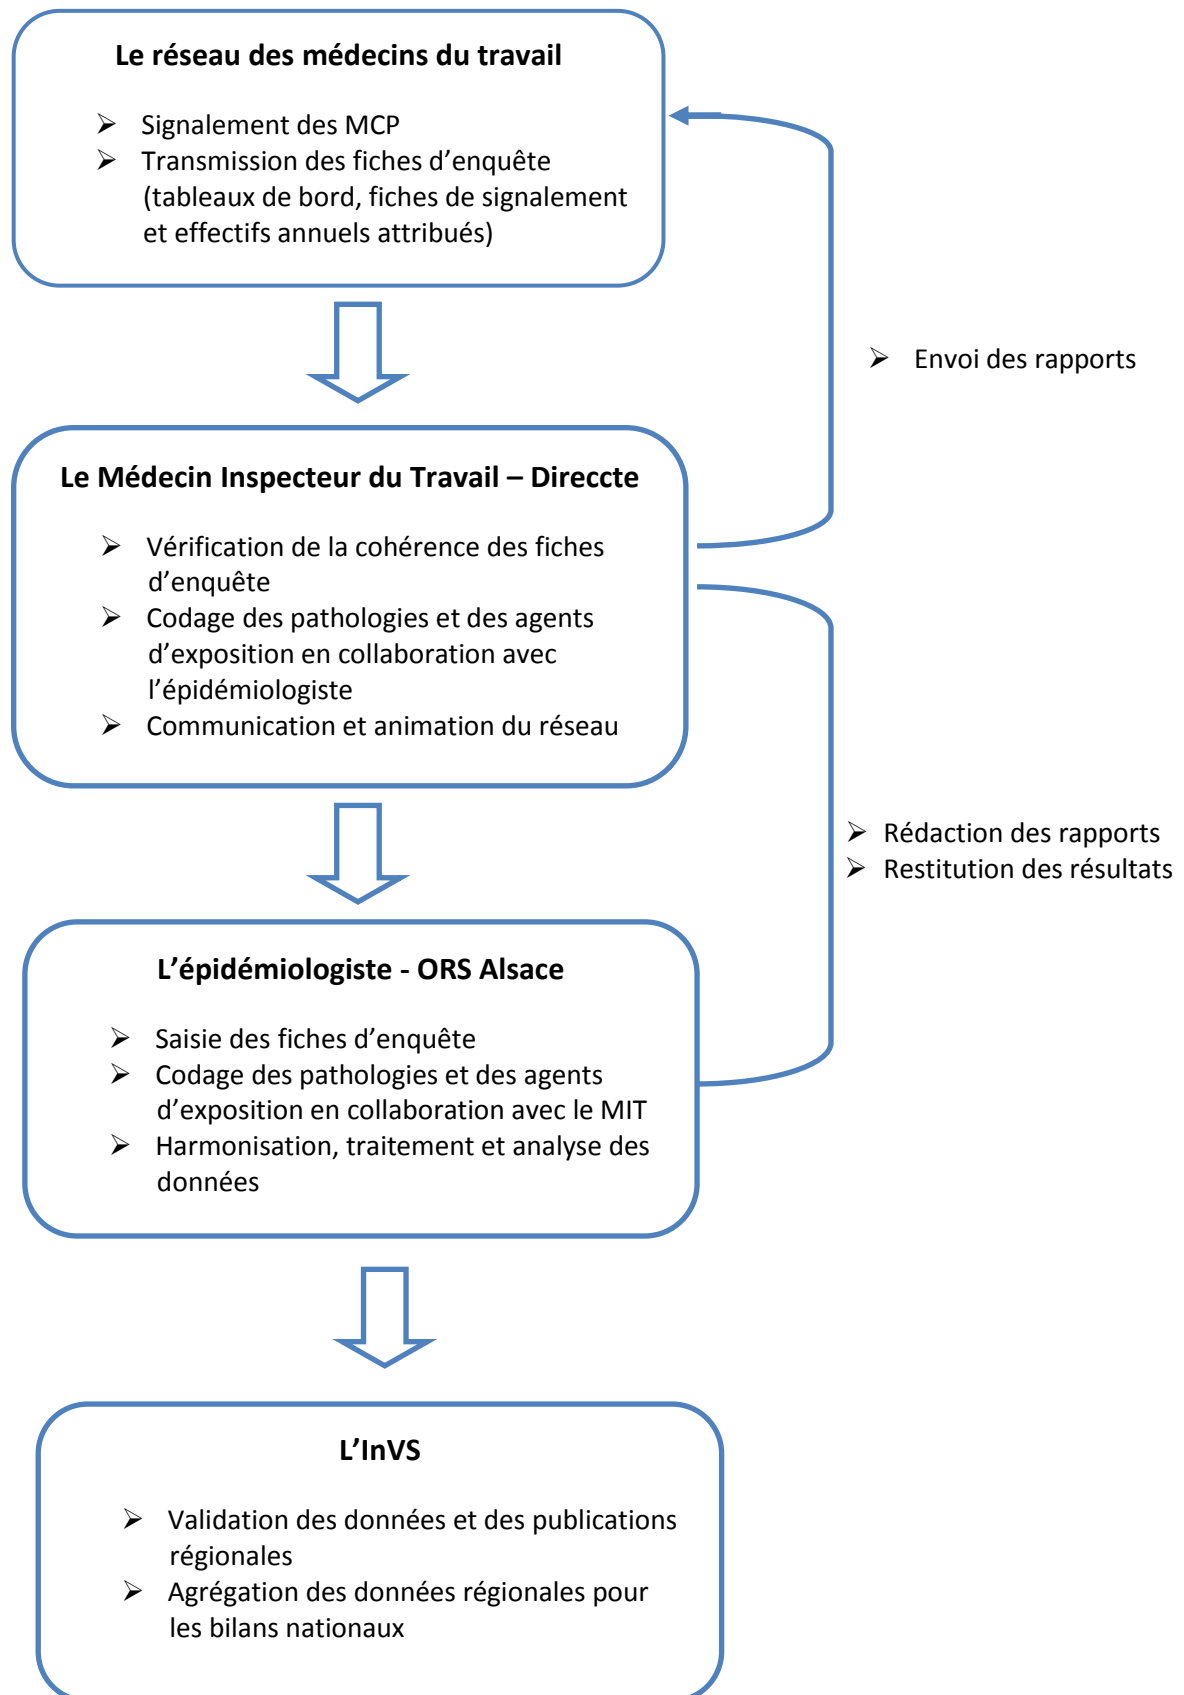 Le réseau des médecins du travail
➢ Signalement des MCP
➢ Transmission des fiches d’enquête
(tableaux de bord, fiches de signalement
et effectifs annuels attribués)
➢ Envoi des rapports
Le Médecin Inspecteur du Travail – Direccte
➢ Vérification de la cohérence des fiches
d’enquête
➢ Codage des pathologies et des agents
d’exposition en collaboration avec
l’épidémiologiste
➢ Communication et animation du réseau
➢ Rédaction des rapports
➢ Restitution des résultats
L’épidémiologiste - ORS Alsace
➢ Saisie des fiches d’enquête
➢ Codage des pathologies et des agents
d’exposition en collaboration avec le MIT
➢ Harmonisation, traitement et analyse des
données
L’InVS
➢ Validation des données et des publications
régionales
➢ Agrégation des données régionales pour
les bilans nationaux